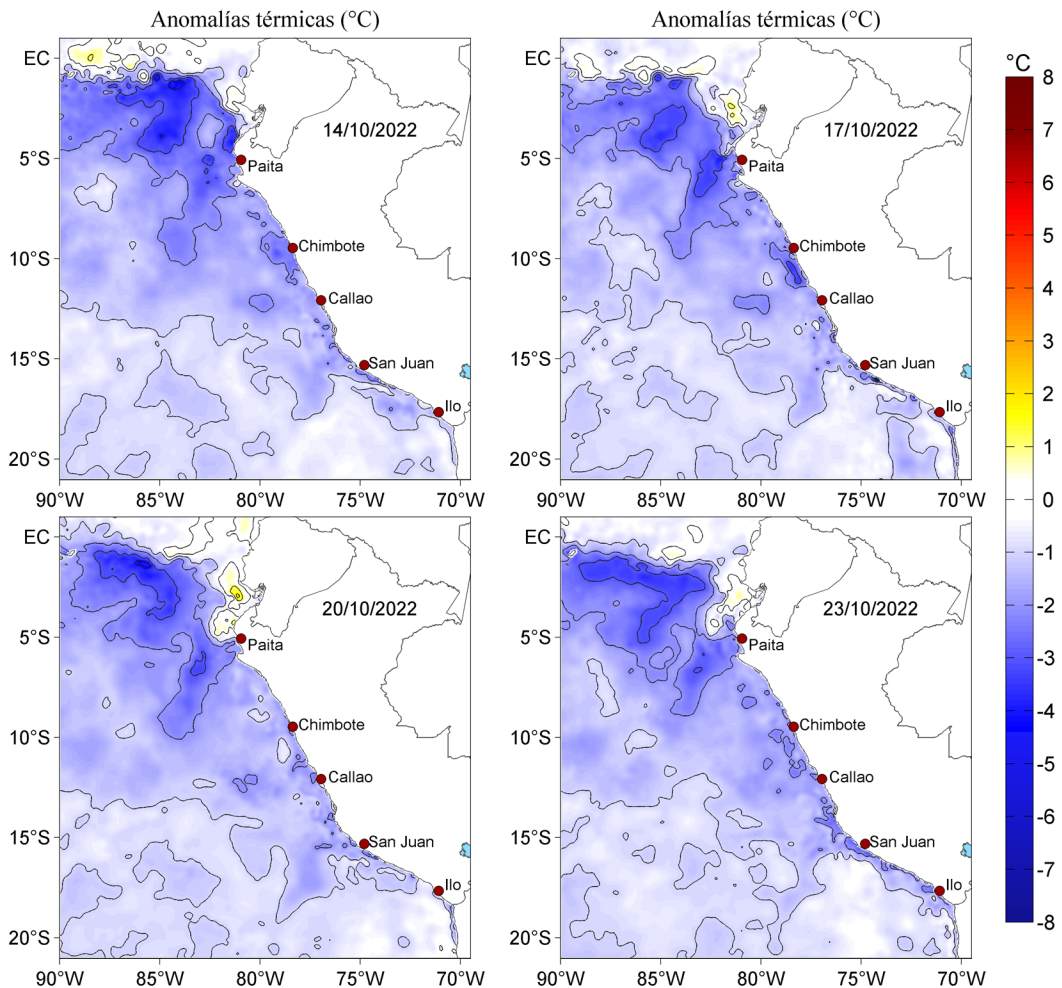 Anomalías térmicas (°C)
Anomalías térmicas (°C)
EC
5°S
10°S
15°S
20°S
90°W
85°W
80°W
75°W
70°W
14/10/2022
Paita
Chimbote
Callao
San Juan
Ilo
5°S
EC
10°S
15°S
20°S
90°W
85°W
80°W
75°W
70°W
17/10/2022
Paita
Chimbote
Callao
San Juan
Ilo
°C
8
7
6
5
4
3
2
1
0
-1
-2
-3
-4
-5
-6
-7
-8
EC
5°S
10°S
15°S
20°S
90°W
85°W
80°W
75°W
70°W
20/10/2022
Paita
Chimbote
Callao
San Juan
Ilo
EC
5°S
10°S
15°S
20°S
90°W
85°W
80°W
75°W
70°W
23/10/2022
Paita
Chimbote
Callao
San Juan
Ilo